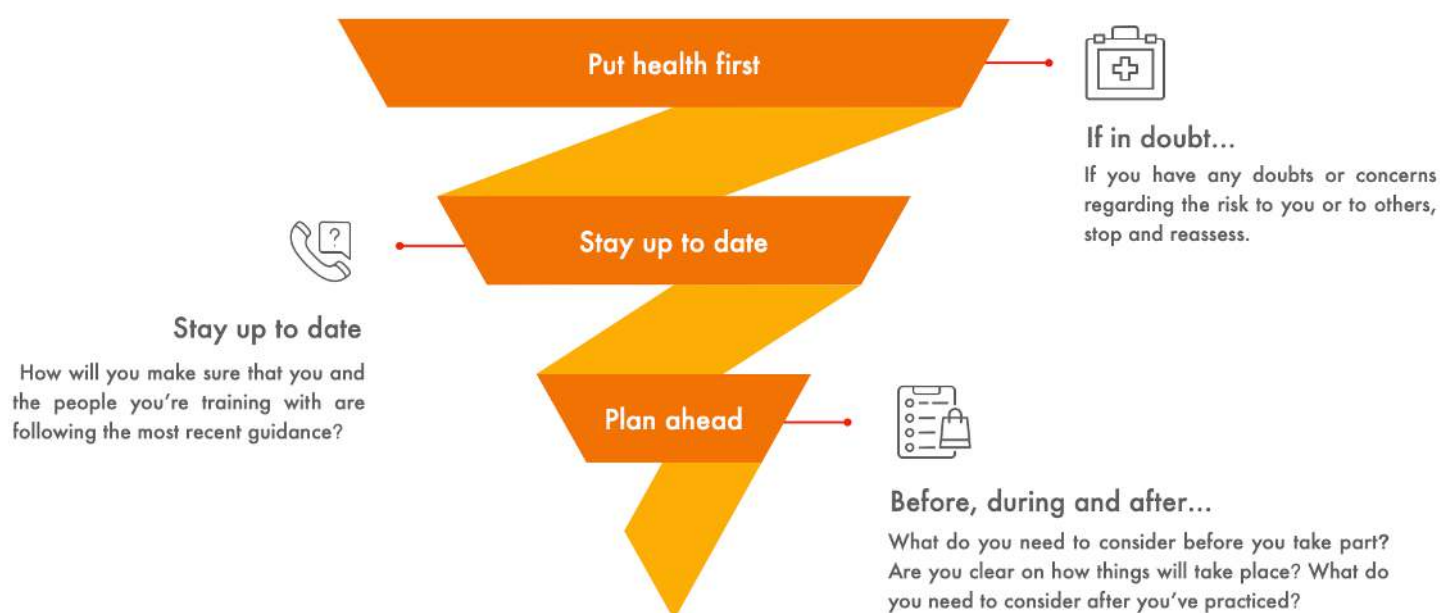 Put health first
If in doubt...
If you have any doubts or concerns
regarding the risk to you or to others,
stop and reassess.
Stay up to date
?
Stay up to date
How will you make sure that you and
the people you're training with are
following the most recent guidance?
Plan ahead
Before, during and after...
What do you need to consider before you take part?
Are you clear on how things will take place? What do
you need to consider after you've practiced?